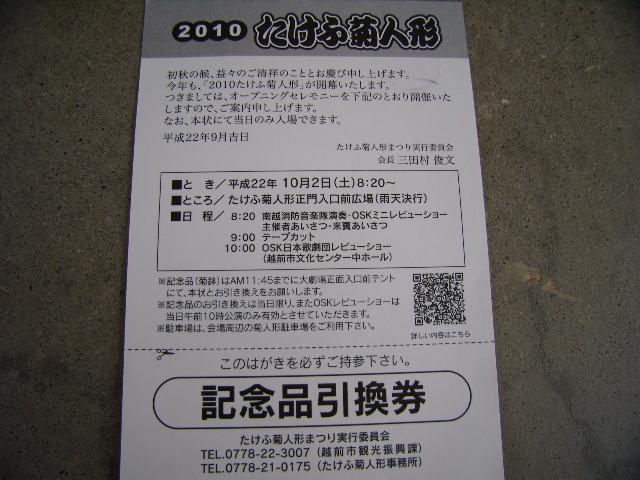 2010 たけふ菊人形
初秋の候、益々のご清祥のこととお慶び申し上げます。
今年も、「2010たけふ菊人形」が開幕いたします。
つきましては、オープニングセレモニーを下記のとおり開催いた
しますので、ご案内申し上げます。
なお、本状にて当日のみ入場できます。
平成22年9月吉日
たけふ菊人形まつり実行委員会
会長 三田村 俊文
■と き／平成22年 10月2日(土) 8:20～
■ところ／たけふ菊人形正門入口前広場(雨天決行)
■日 程／ 8:20 南越消防音楽隊演奏・OSKミニレビューショー
主催者あいさつ・来賓あいさつ
9:00 テープカット
10:00 OSK日本歌劇団レビューショー
(越前市文化センター中ホール)
※記念品(菊鉢)はAM11:45までに大劇場正面入口前テント
にて、本状とお引き換えをお願いします。
※記念品のお引き換えは当日限り、またOSKレビューショーは
当日午前10時公演のみ有効とさせていただきます。
※駐車場は、会場周辺の菊人形駐車場をご利用下さい。
詳しい内容はこちら
このはがきを必ずご持参下さい。
記念品引換券
たけふ菊人形まつり実行委員会
TEL.0778-22-3007 (越前市観光振興課)
TEL.0778-21-0175 (たけふ菊人形事務所)